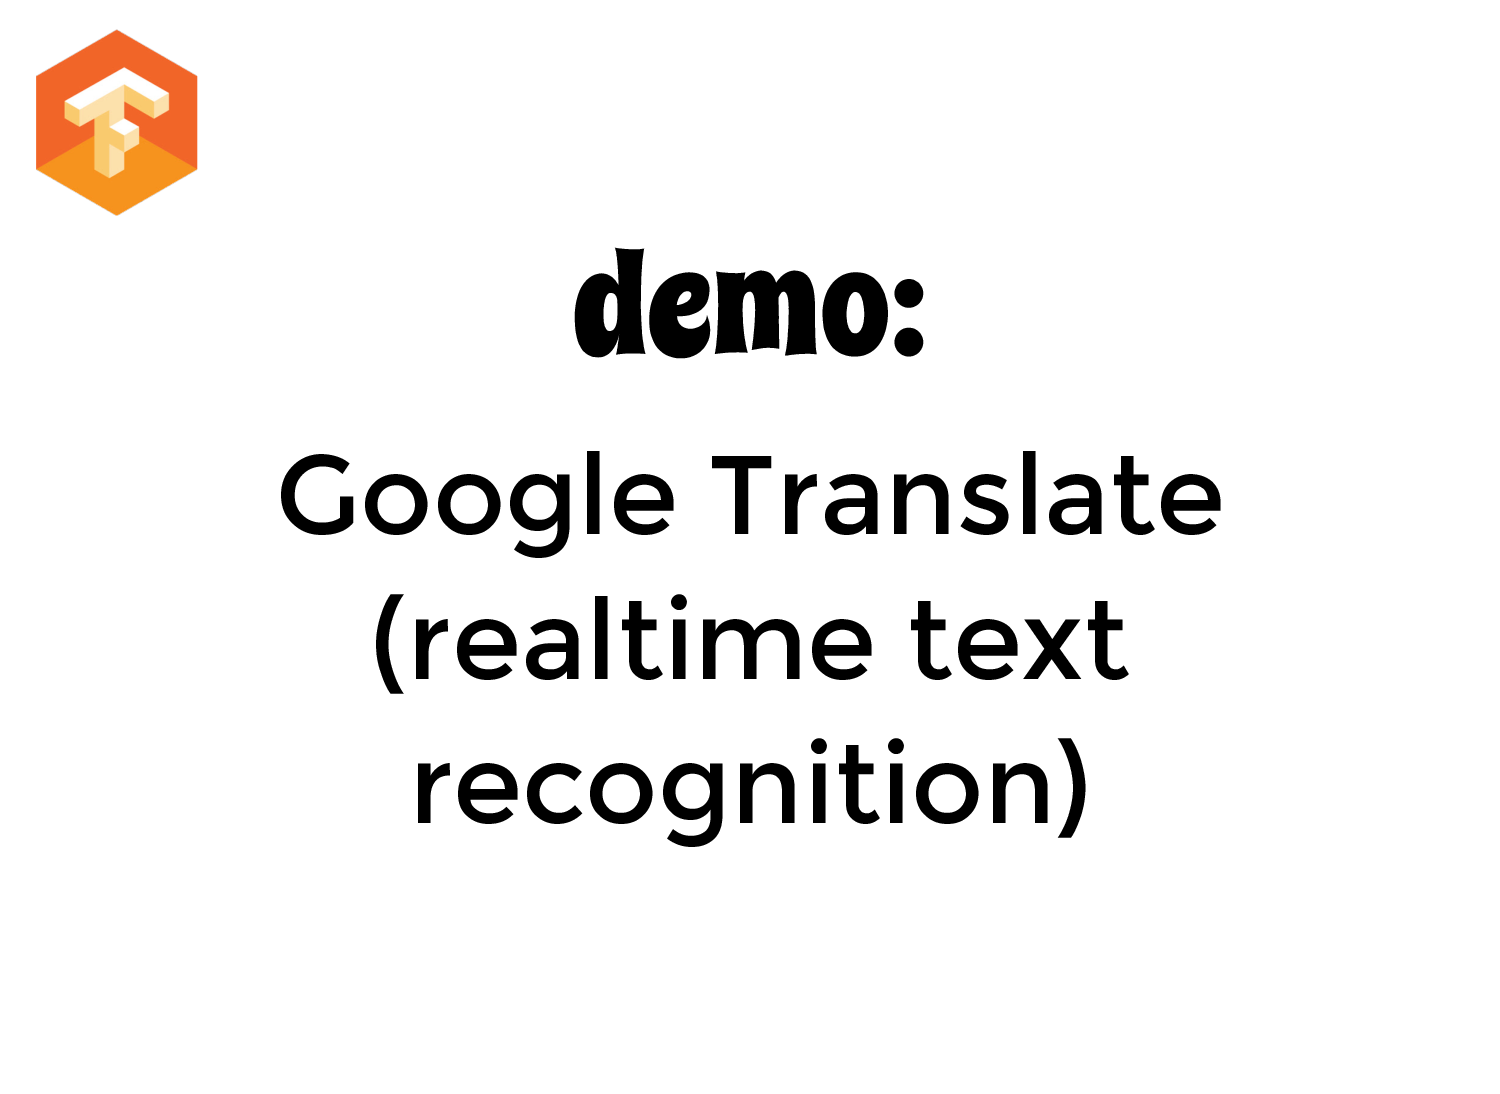 demo:
Google Translate
(realtime text
recognition)